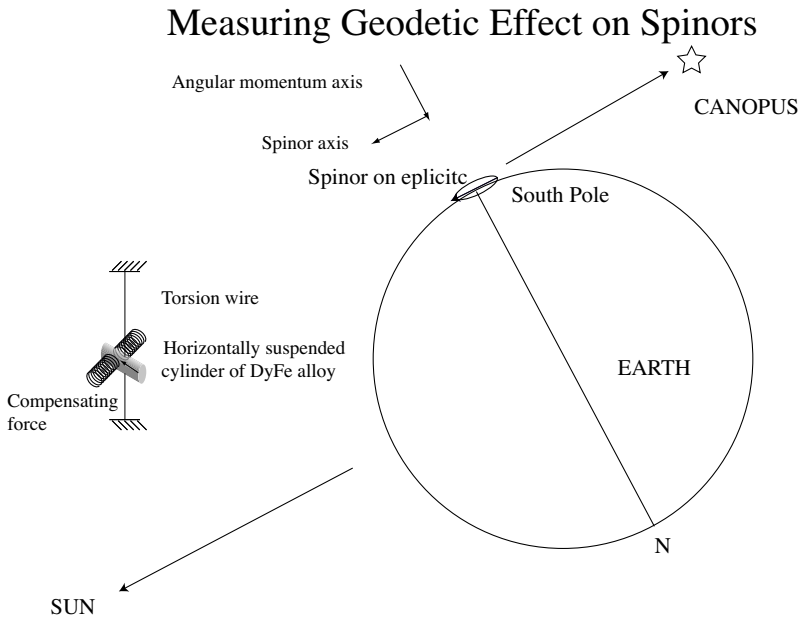 Measuring Geodetic Effect on Spinors
Angular momentum axis
CANOPUS
Spinor axis
Spinor on eplicitc
South Pole
Torsion wire
Horizontally suspended
cylinder of DyFe alloy
EARTH
Compensating
force
N
SUN